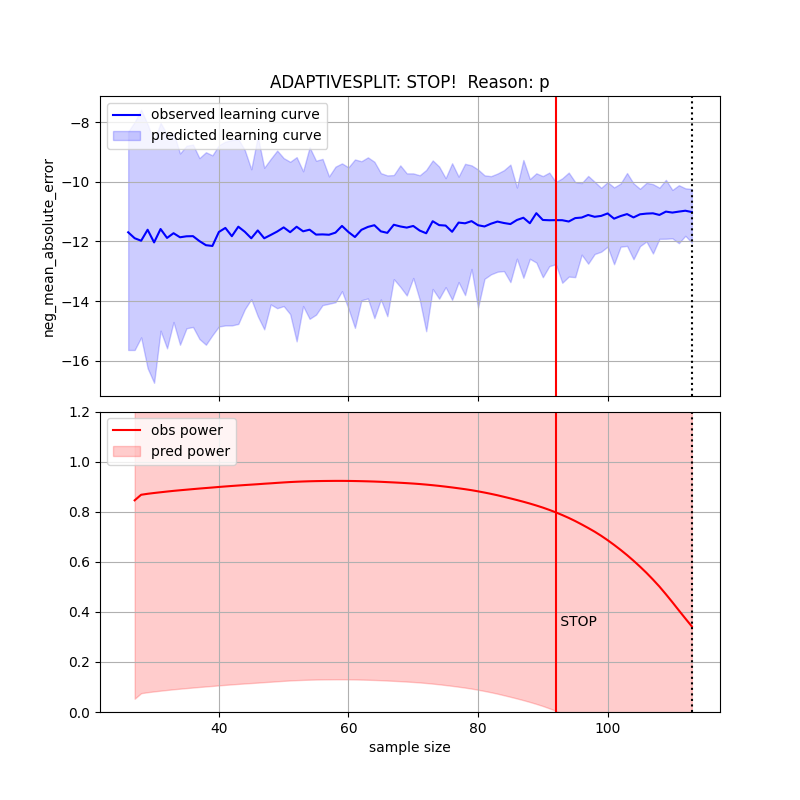 ADAPTIVESPLIT: STOP!  Reason: p
observed learning curve
predicted learning curve
−8
−10
−12
−14
−16
neg_mean_absolute_error
obs power
pred power
1.2
1.0
0.8
0.6
0.4
0.2
0.0
STOP
40
60
80
100
sample size